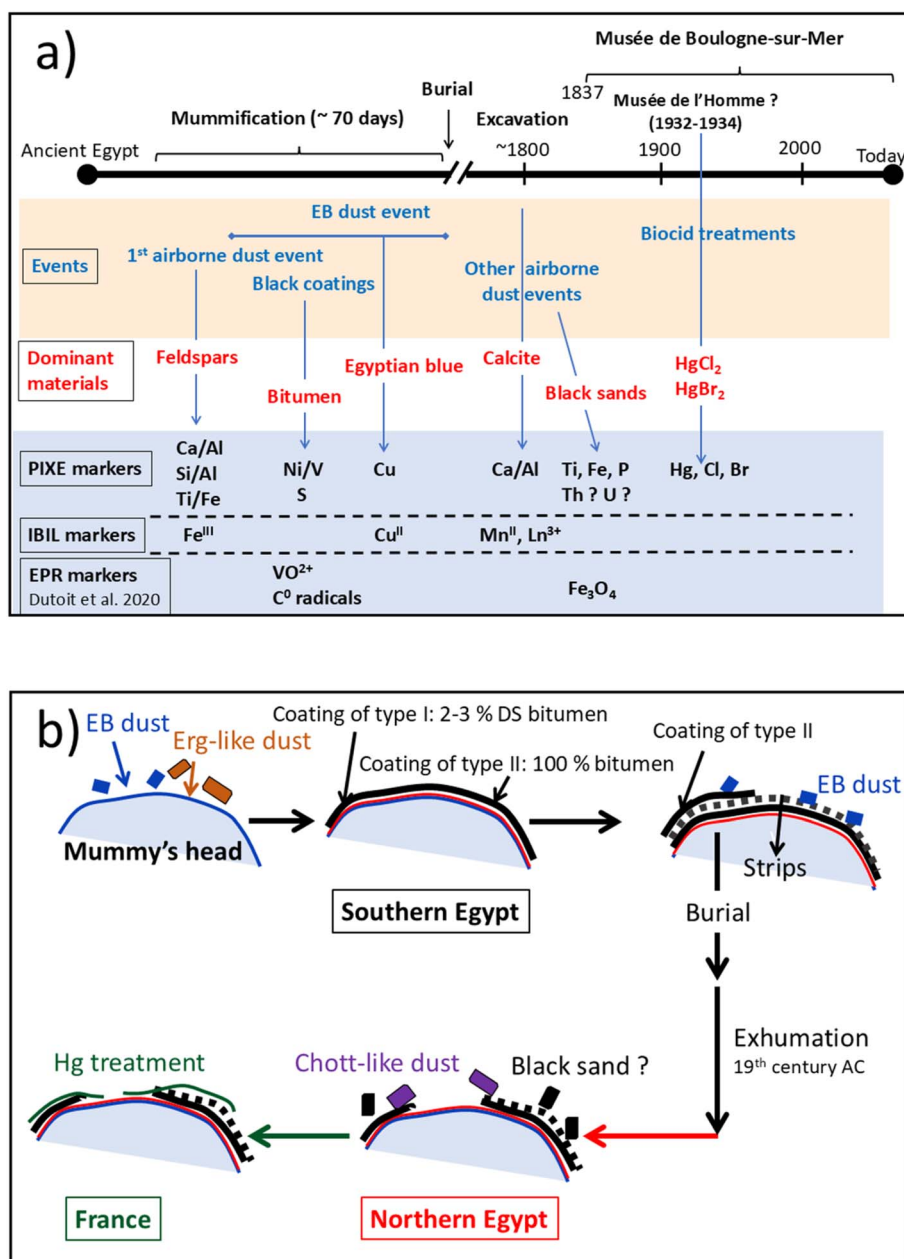 a)
Musée de Boulogne-sur-Mer
1837
Burial
Musée de l'Homme ?
(1932-1934)
Mummification (~ 70 days)
Excavation
Ancient Egypt
~1800
1900
2000
Today
EB dust event
Events
1st airborne dust event
Biocid treatments
Black coatings
Other airborne
dust events
Dominant
materials
Feldspars
Egyptian blue
Calcite
HgCl₂
HgBr₂
Bitumen
Black sands
PIXE markers
Ca/Al
Si/Al
Ti/Fe
Ni/V
S
Cu
Ca/Al
Ti, Fe, P
Th ? U ?
Hg, Cl, Br
IBIL markers
Feᴵᴵᴵ
Cuᴵᴵ
Mnᴵᴵ, Ln³⁺
EPR markers
Dutoit et al. 2020
VO²⁺
C⁰ radicals
Fe₃O₄
b)
EB dust
Erg-like dust
Mummy's head
Coating of type I: 2-3 % DS bitumen
Coating of type II: 100 % bitumen
Southern Egypt
Coating of type II
EB dust
Strips
Burial
Exhumation
19th century AC
Hg treatment
Chott-like dust
Black sand ?
France
Northern Egypt